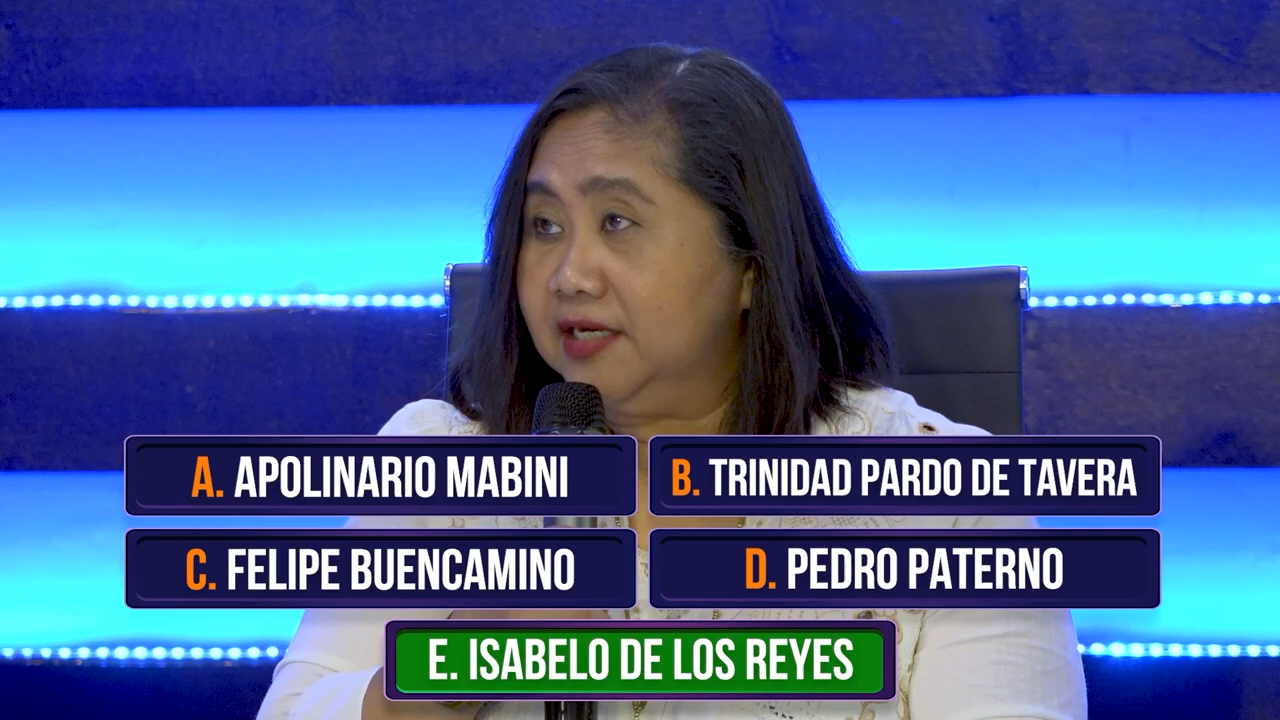 A. APOLINARIO MABINI
B. TRINIDAD PARDO DE TAVERA
C. FELIPE BUENCAMINO
D. PEDRO PATERNO
E. ISABELO DE LOS REYES